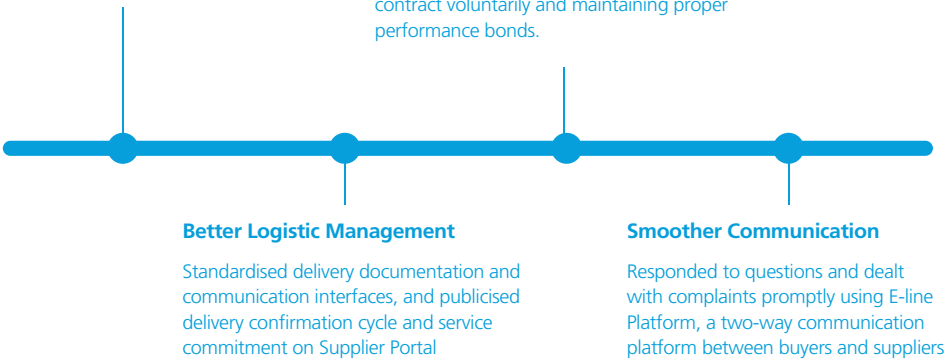 contract voluntarily and maintaining proper
performance bonds.
Better Logistic Management
Standardised delivery documentation and
communication interfaces, and publicised
delivery confirmation cycle and service
commitment on Supplier Portal
Smoother Communication
Responded to questions and dealt
with complaints promptly using E-line
Platform, a two-way communication
platform between buyers and suppliers